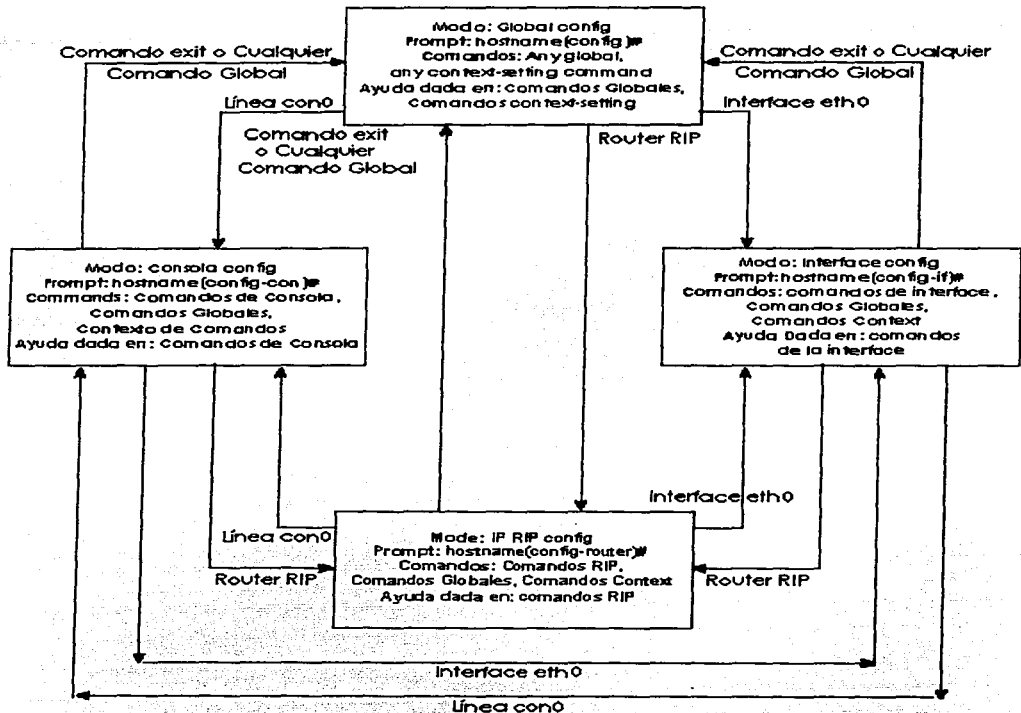 Modo: Global config
Prompt: hostname(config)#
Comandos: Any global,
any context-setting command
Ayuda dada en: Comandos Globales,
Comandos context-setting
Comando exit o Cualquier
Comando Global
Comando exit o Cualquier
Comando Global
Línea con0
Interface eth0
Comando exit
o Cualquier
Comando Global
Router RIP
Modo: Consola config
Prompt: hostname(config-con)#
Commands: Comandos de Consola,
Comandos Globales,
Contexto de Comandos
Ayuda dada en: Comandos de Consola
Modo: Interface config
Prompt: hostname(config-if)#
Comandos: comandos de interface,
Comandos Globales,
Comandos Context
Ayuda Dada en: comandos
de la interface
Interface eth0
Línea con0
Mode: IP RIP config
Prompt: hostname(config-router)#
Comandos: Comandos RIP,
Comandos Globales, Comandos Context
Ayuda dada en: comandos RIP
Router RIP
Router RIP
Interface eth0
Línea con0